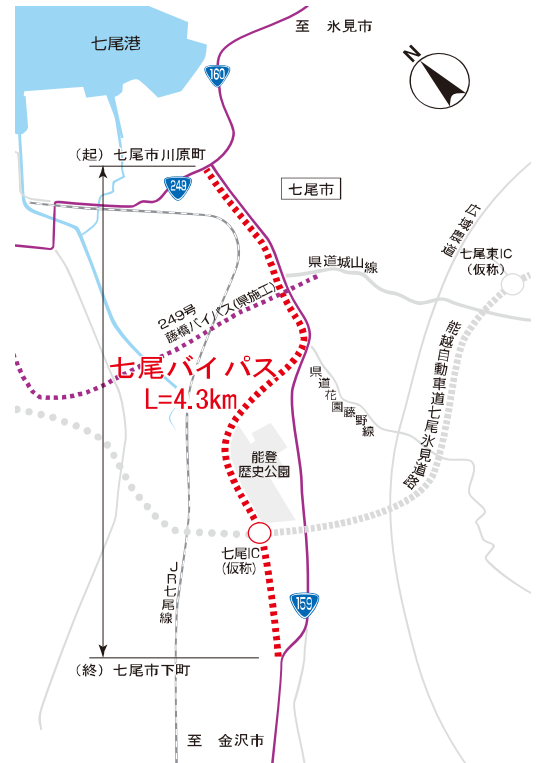 至 氷見市
七尾港
N
160
(起) 七尾市川原町
249
七尾市
広域農道
七尾東IC
(仮称)
県道城山線
249号
藤橋バイパス(県施工)
能越自動車道七尾氷見道路
七尾バイパス
L=4.3km
県道花園藤野線
能登
歴史公園
七尾IC
(仮称)
JR七尾線
159
(終) 七尾市下町
至 金沢市